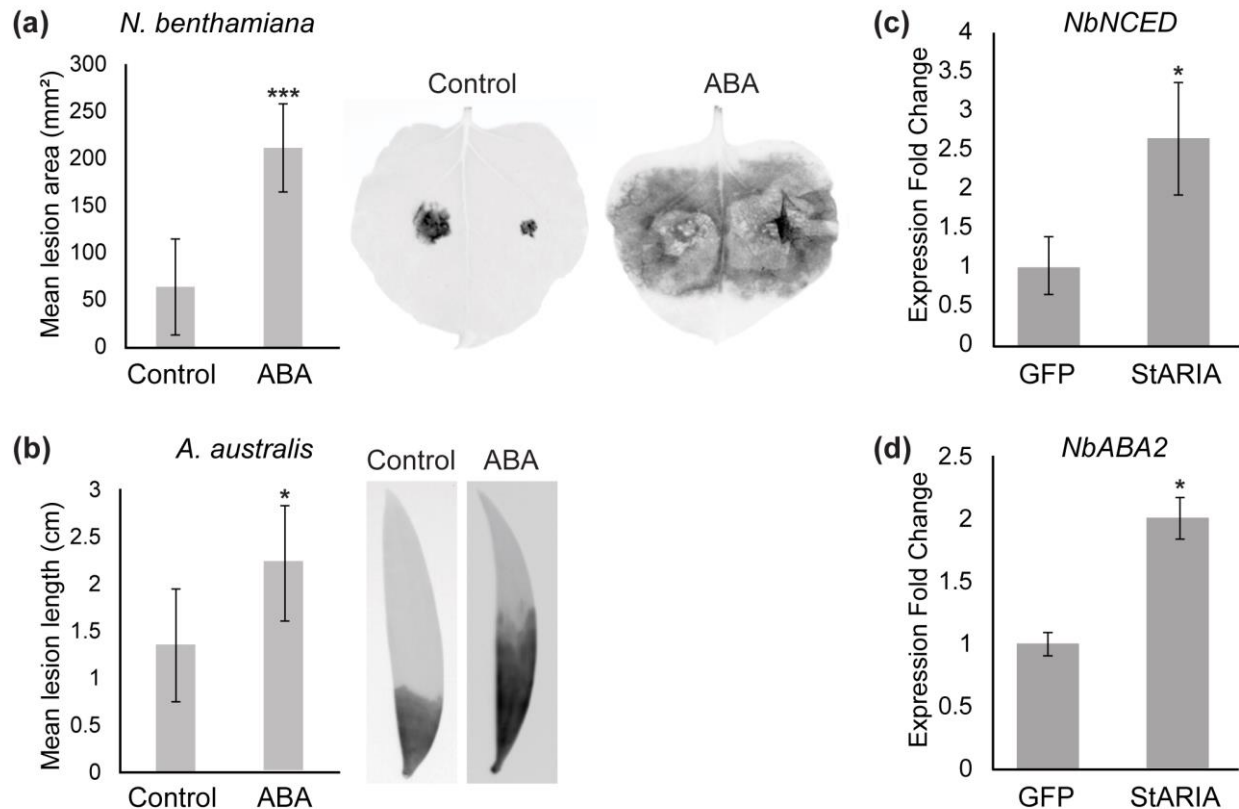 (a) N. benthamiana
Mean lesion area (mm²)
300
250
200
150
100
50
0
***
Control ABA
Control ABA
(b) A. australis
Mean lesion length (cm)
3
2.5
2
1.5
1
0.5
0
*
Control ABA
Control ABA
(c) NbNCED
Expression Fold Change
4
3.5
3
2.5
2
1.5
1
0.5
0
*
GFP StARIA
(d) NbABA2
Expression Fold Change
2.5
2
1.5
1
0.5
0
*
GFP StARIA